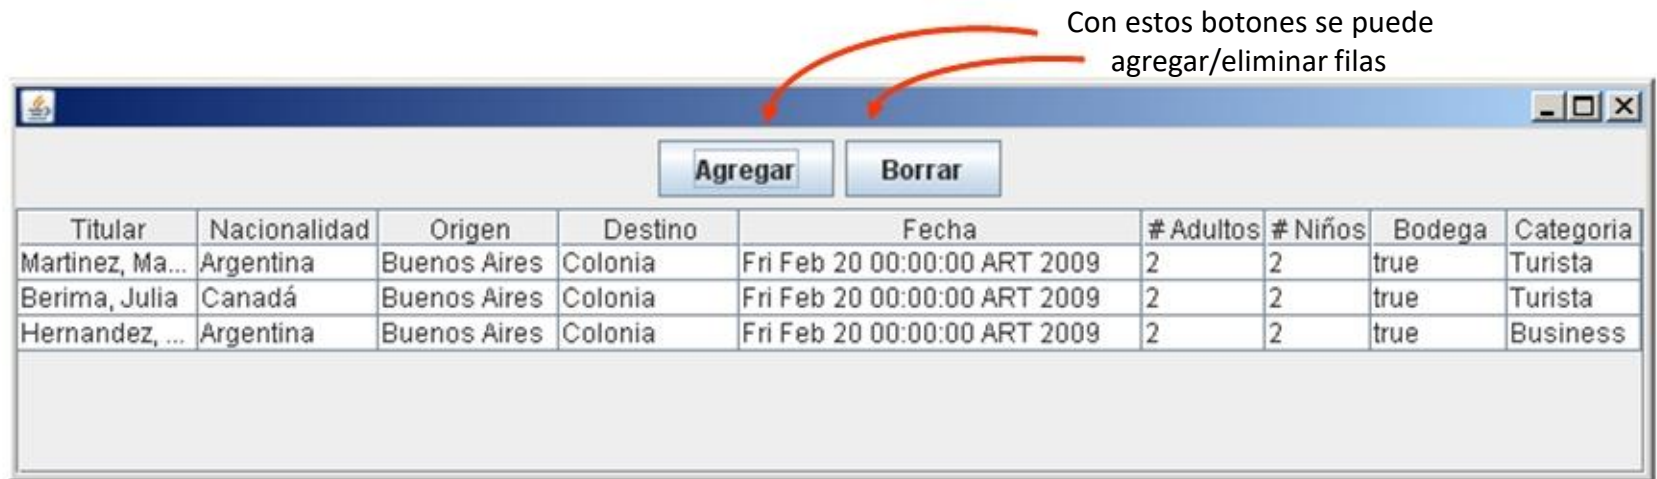 Con estos botones se puede
agregar/eliminar filas
Agregar Borrar
Titular Nacionalidad Origen Destino Fecha # Adultos # Niños Bodega Categoria
Martinez, Ma... Argentina Buenos Aires Colonia Fri Feb 20 00:00:00 ART 2009 2 2 true Turista
Berima, Julia Canadá Buenos Aires Colonia Fri Feb 20 00:00:00 ART 2009 2 2 true Turista
Hernandez, ... Argentina Buenos Aires Colonia Fri Feb 20 00:00:00 ART 2009 2 2 true Business